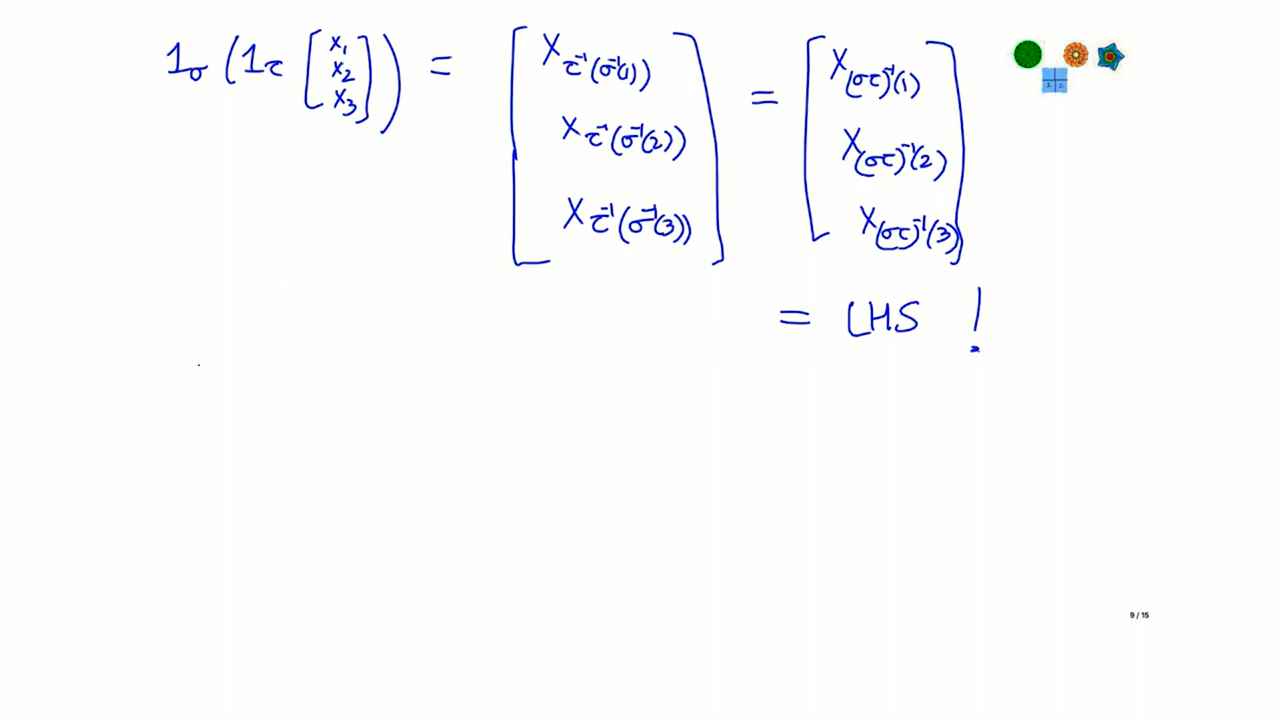 1σ (1τ [x1 x2 x3]) = [xτ⁻¹(σ⁻¹(1)) xτ⁻¹(σ⁻¹(2)) xτ⁻¹(σ⁻¹(3))] = [x(στ)⁻¹(1) x(στ)⁻¹(2) x(στ)⁻¹(3)]
= LHS !
9 / 15